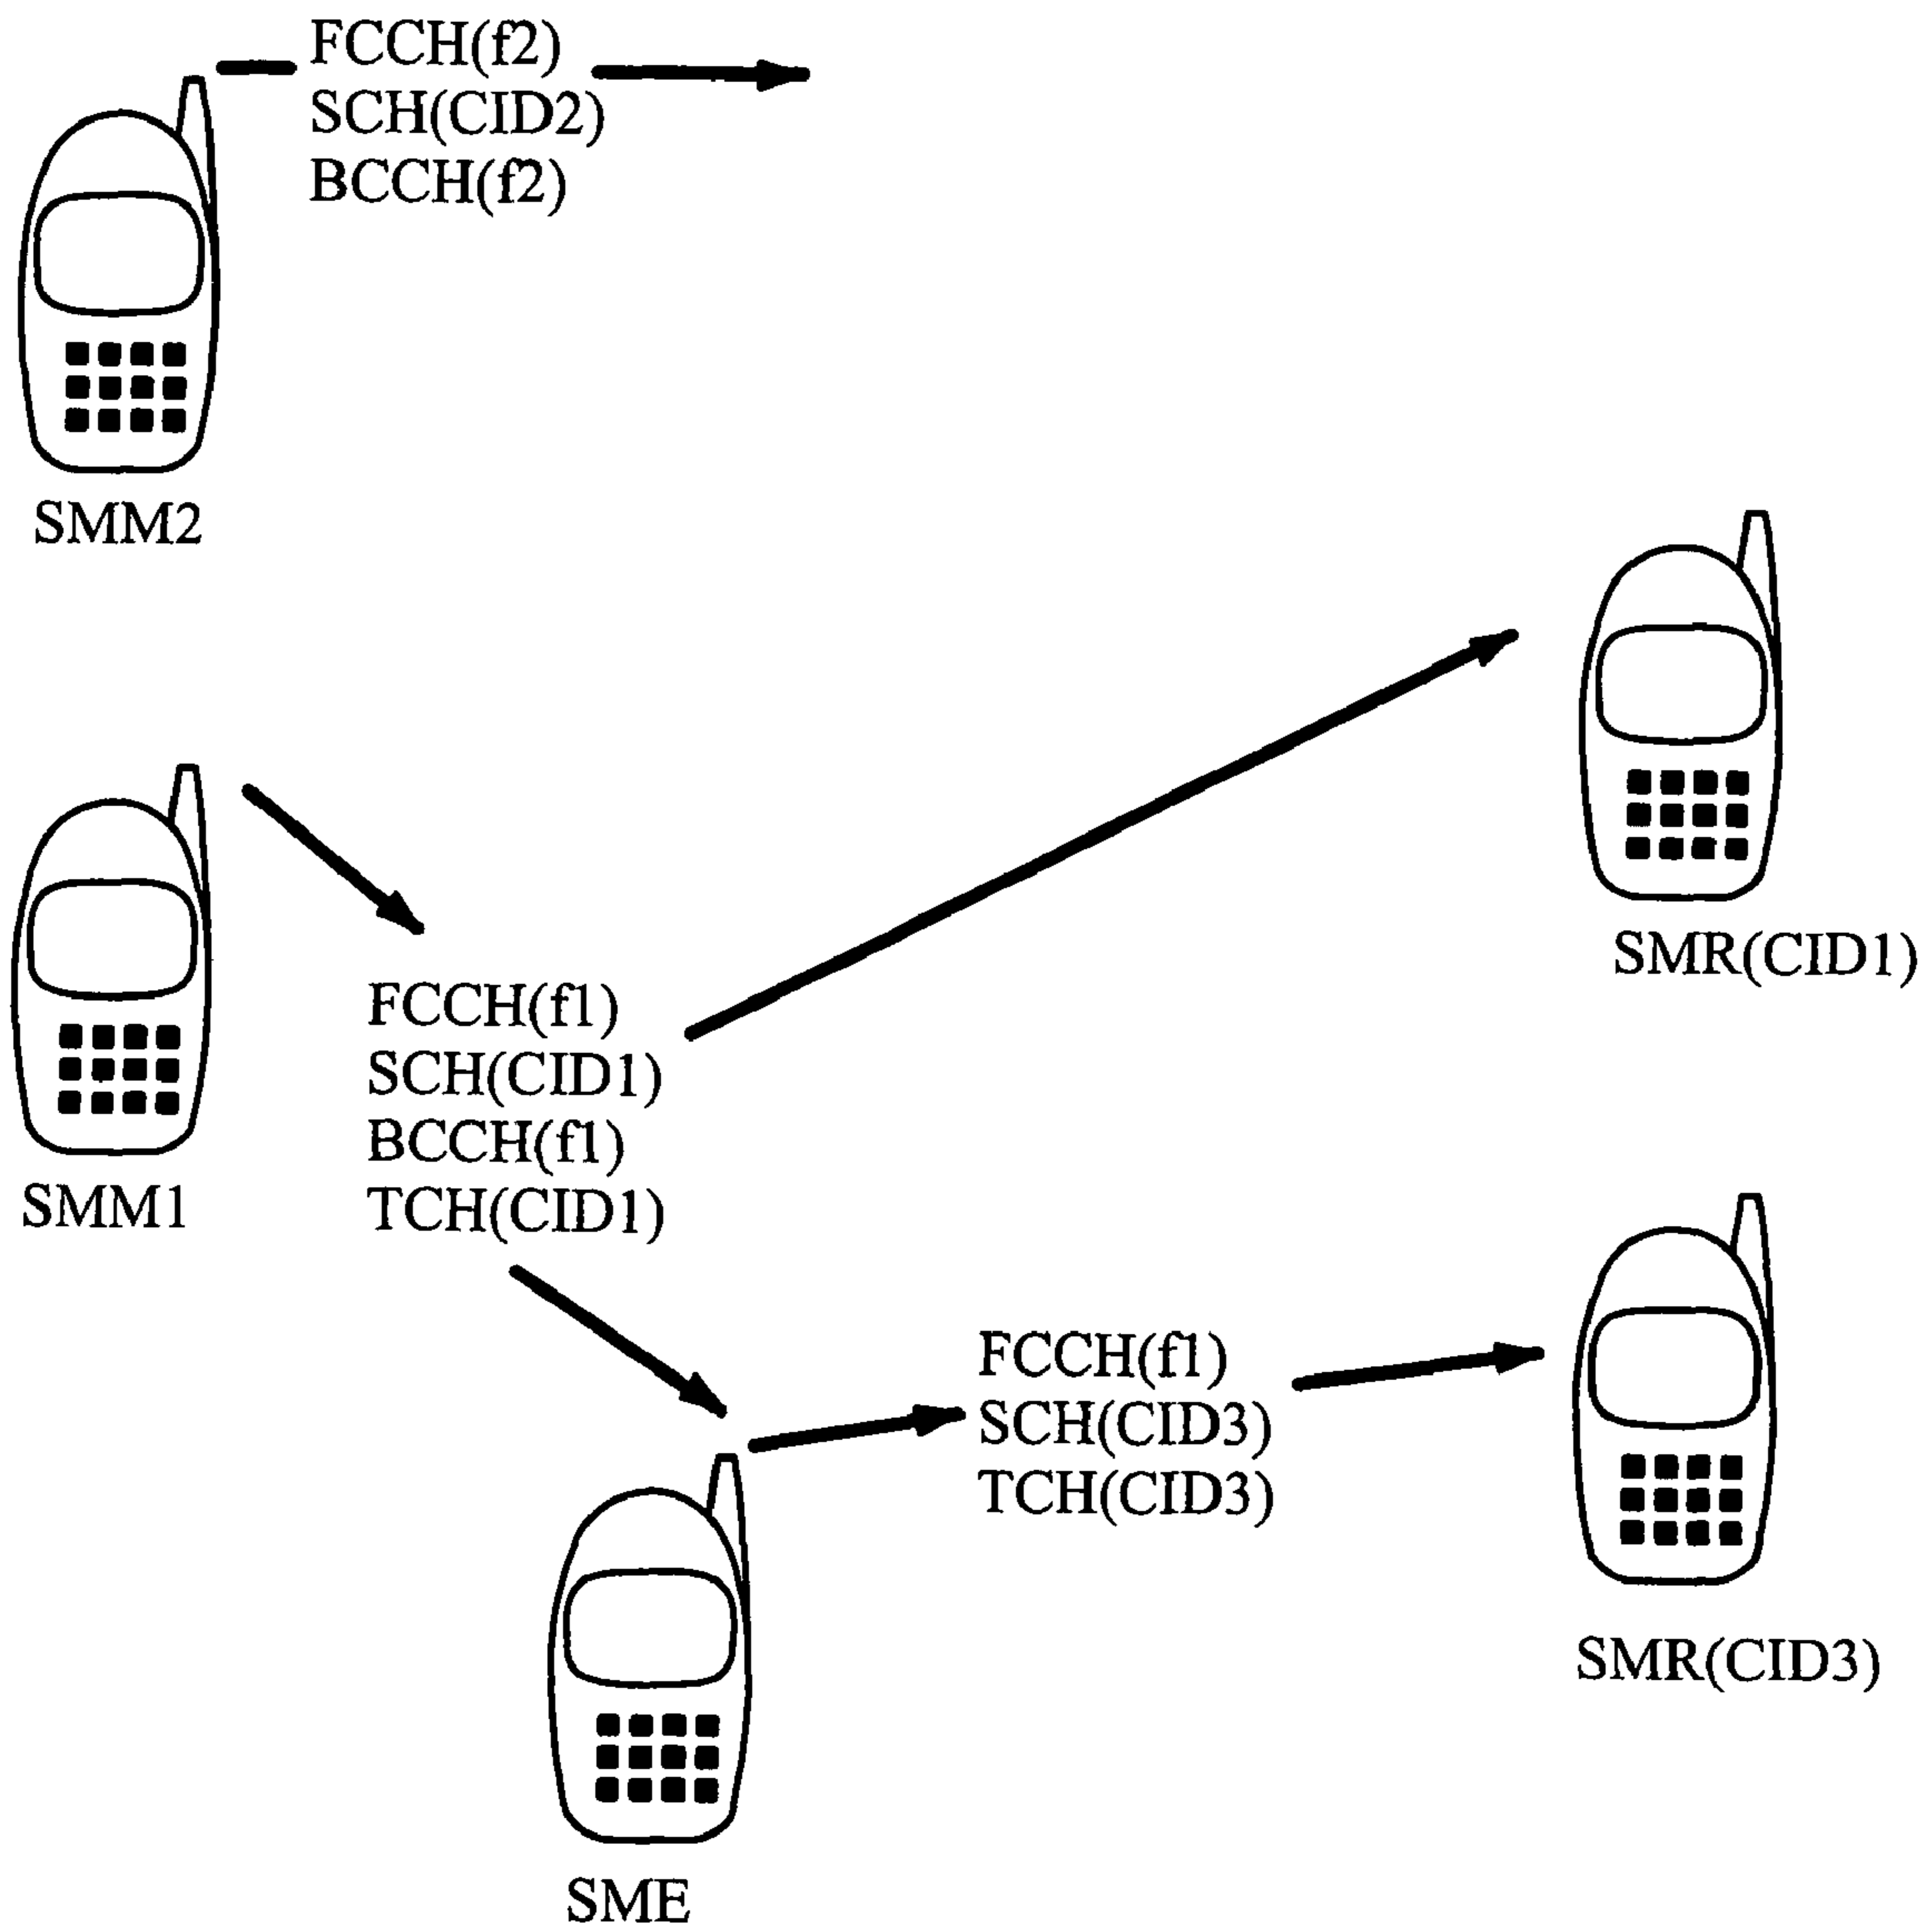 FCCH(f2)
SCH(CID2)
BCCH(f2)
SMM2
SMR(CID1)
FCCH(f1)
SCH(CID1)
BCCH(f1)
TCH(CID1)
SMM1
FCCH(f1)
SCH(CID3)
TCH(CID3)
SMR(CID3)
SME